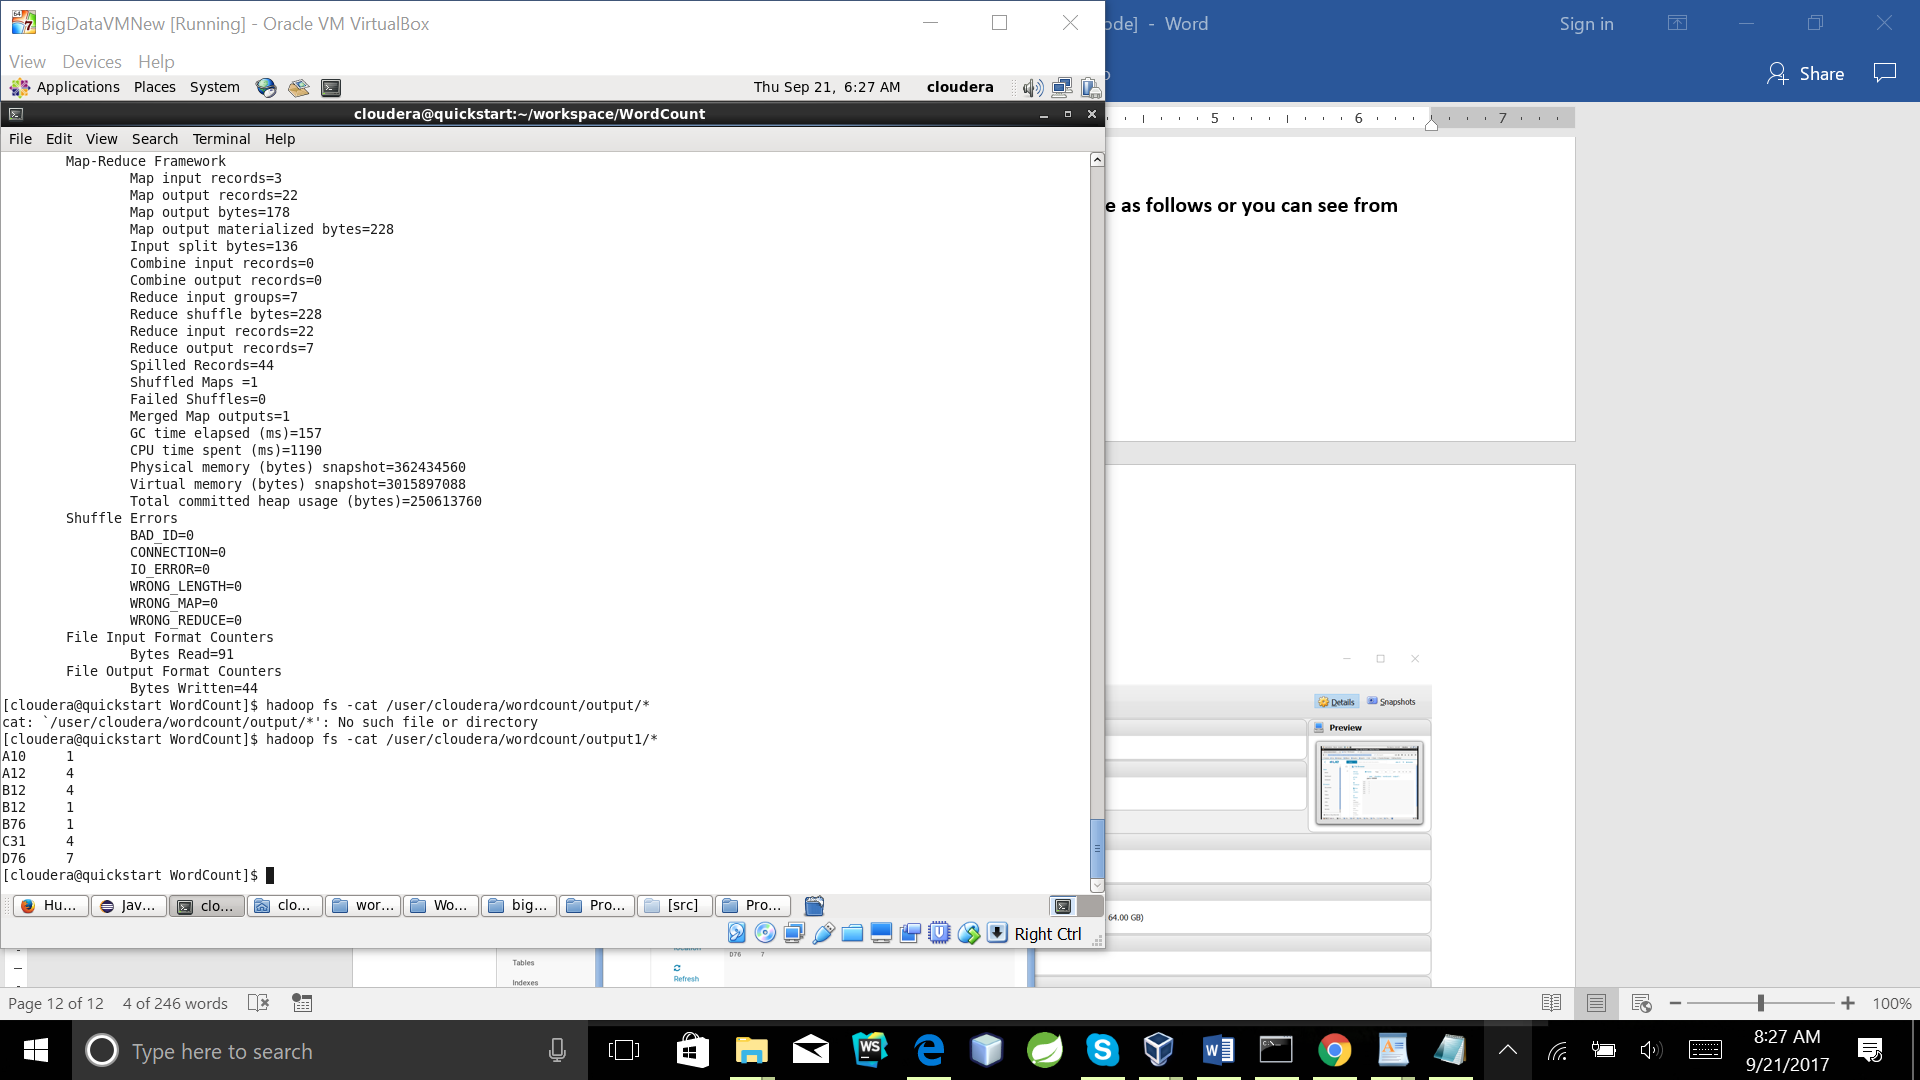 BigDataVMNew [Running] - Oracle VM VirtualBox
View Devices Help
Applications Places System Thu Sep 21, 6:27 AM cloudera
cloudera@quickstart:~/workspace/WordCount
File Edit View Search Terminal Help
Map-Reduce Framework
Map input records=3
Map output records=22
Map output bytes=178
Map output materialized bytes=228
Input split bytes=136
Combine input records=0
Combine output records=0
Reduce input groups=7
Reduce shuffle bytes=228
Reduce input records=22
Reduce output records=7
Spilled Records=44
Shuffled Maps =1
Failed Shuffles=0
Merged Map outputs=1
GC time elapsed (ms)=157
CPU time spent (ms)=1190
Physical memory (bytes) snapshot=362434560
Virtual memory (bytes) snapshot=3015897088
Total committed heap usage (bytes)=250613760
Shuffle Errors
BAD_ID=0
CONNECTION=0
IO_ERROR=0
WRONG_LENGTH=0
WRONG_MAP=0
WRONG_REDUCE=0
File Input Format Counters
Bytes Read=91
File Output Format Counters
Bytes Written=44
[cloudera@quickstart WordCount]$ hadoop fs -cat /user/cloudera/wordcount/output/*
cat: `/user/cloudera/wordcount/output/*': No such file or directory
[cloudera@quickstart WordCount]$ hadoop fs -cat /user/cloudera/wordcount/output1/*
A10 1
A12 4
B12 4
B12 1
B76 1
C31 4
D76 7
[cloudera@quickstart WordCount]$
Hu... Jav... clo... clo... wor... Wo... big... Pro... [src] Pro...
Right Ctrl
ode] - Word
Sign in
Share
5 6 7
e as follows or you can see from
Details Snapshots
Preview
64.00 GB)
Tables
Indexes
Refresh
D76 7
Page 12 of 12 4 of 246 words 100%
Type here to search
8:27 AM
9/21/2017